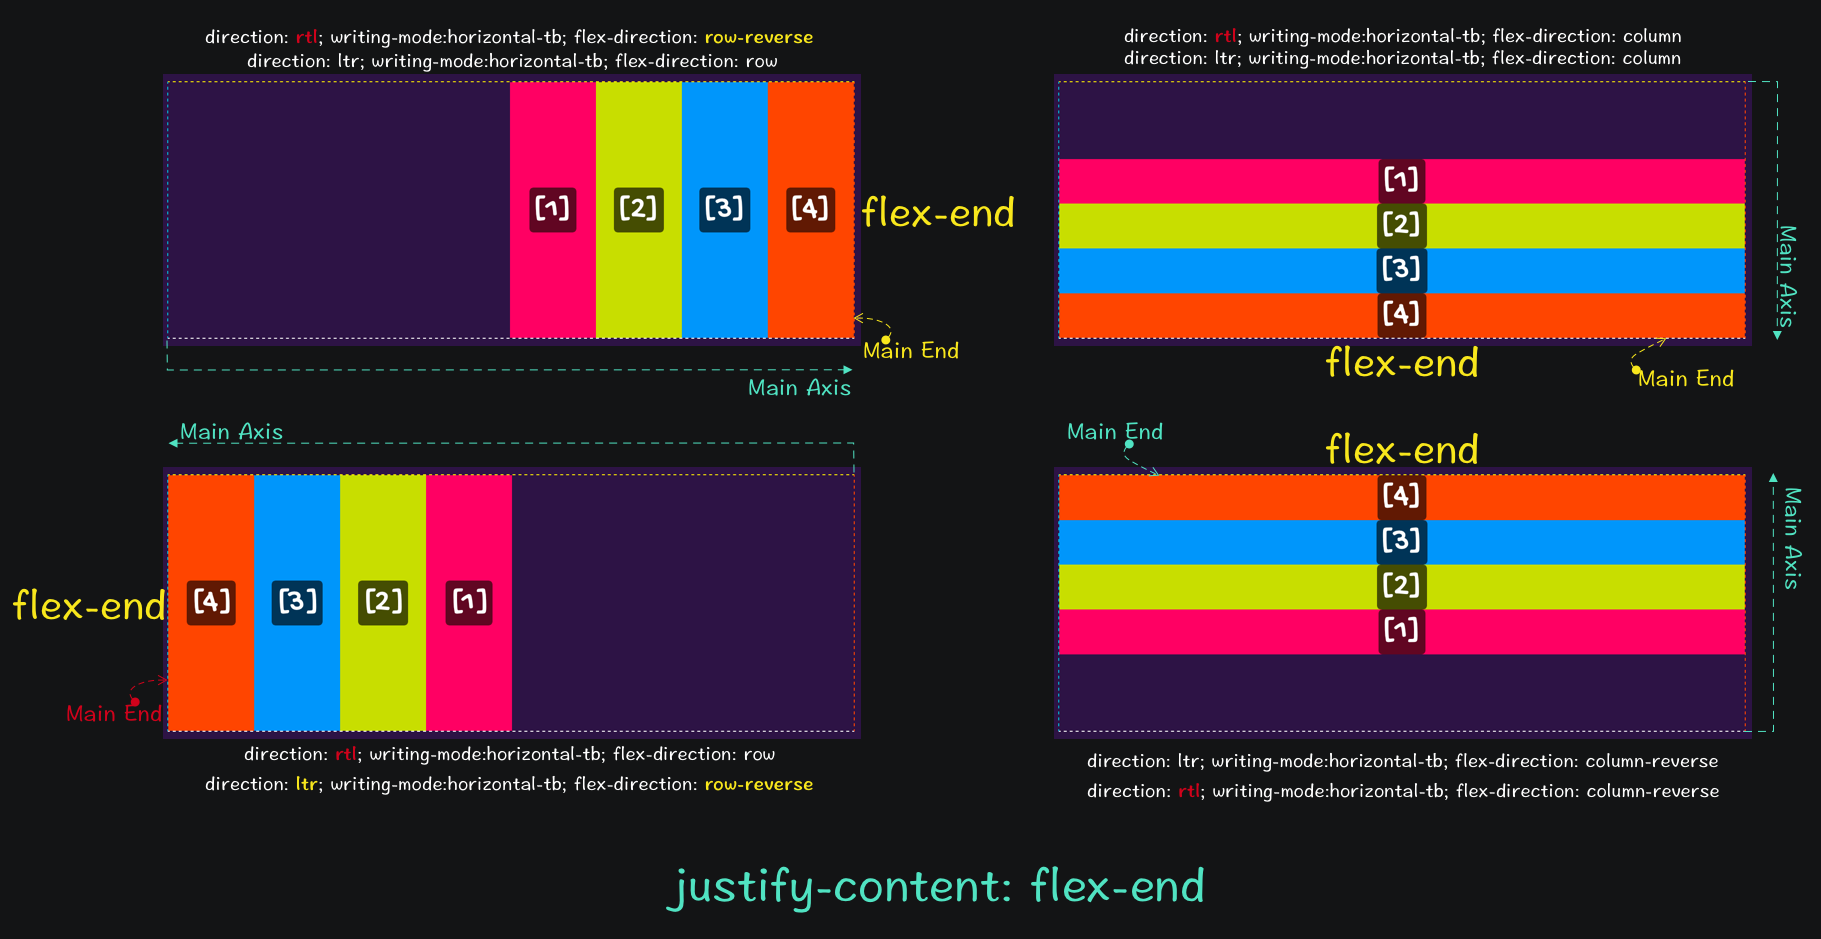 direction: rtl; writing-mode:horizontal-tb; flex-direction: row-reverse
direction: ltr; writing-mode:horizontal-tb; flex-direction: row
[1]
[2]
[3]
[4]
flex-end
Main End
Main Axis
direction: rtl; writing-mode:horizontal-tb; flex-direction: column
direction: ltr; writing-mode:horizontal-tb; flex-direction: column
[1]
[2]
[3]
[4]
Main Axis
flex-end
Main End
Main Axis
flex-end
[4]
[3]
[2]
[1]
Main End
direction: rtl; writing-mode:horizontal-tb; flex-direction: row
direction: ltr; writing-mode:horizontal-tb; flex-direction: row-reverse
Main End
flex-end
[4]
[3]
[2]
[1]
Main Axis
direction: ltr; writing-mode:horizontal-tb; flex-direction: column-reverse
direction: rtl; writing-mode:horizontal-tb; flex-direction: column-reverse
justify-content: flex-end